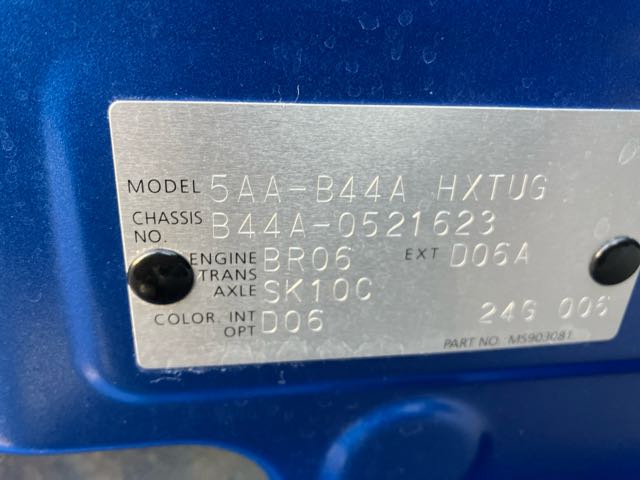 MODEL 5AA-B44A HXTUG
CHASSIS NO. B44A-0521623
ENGINE BR06 EXT D06A
TRANS AXLE SK10C
COLOR. INT OPT D06 24G 006
PART NO. MS903081